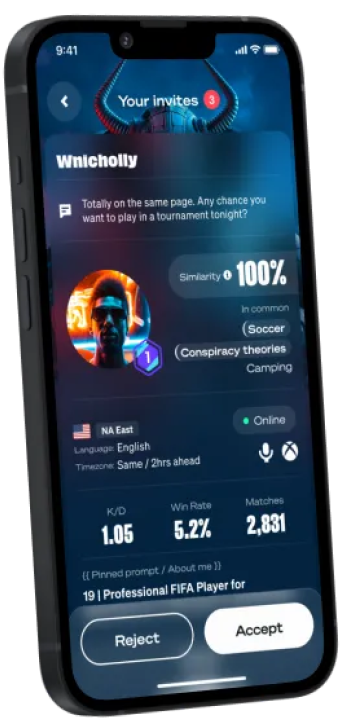 9:41
Your invites 3
Wnicholly
Totally on the same page. Any chance you
want to play in a tournament tonight?
Similarity 100%
In common
Soccer
Conspiracy theories
Camping
1
NA East
Online
Language: English
Timezone: Same / 2hrs ahead
K/D
Win Rate
Matches
1.05
5.2%
2,831
{{ Pinned prompt / About me }}
19 | Professional FIFA Player for
Reject
Accept